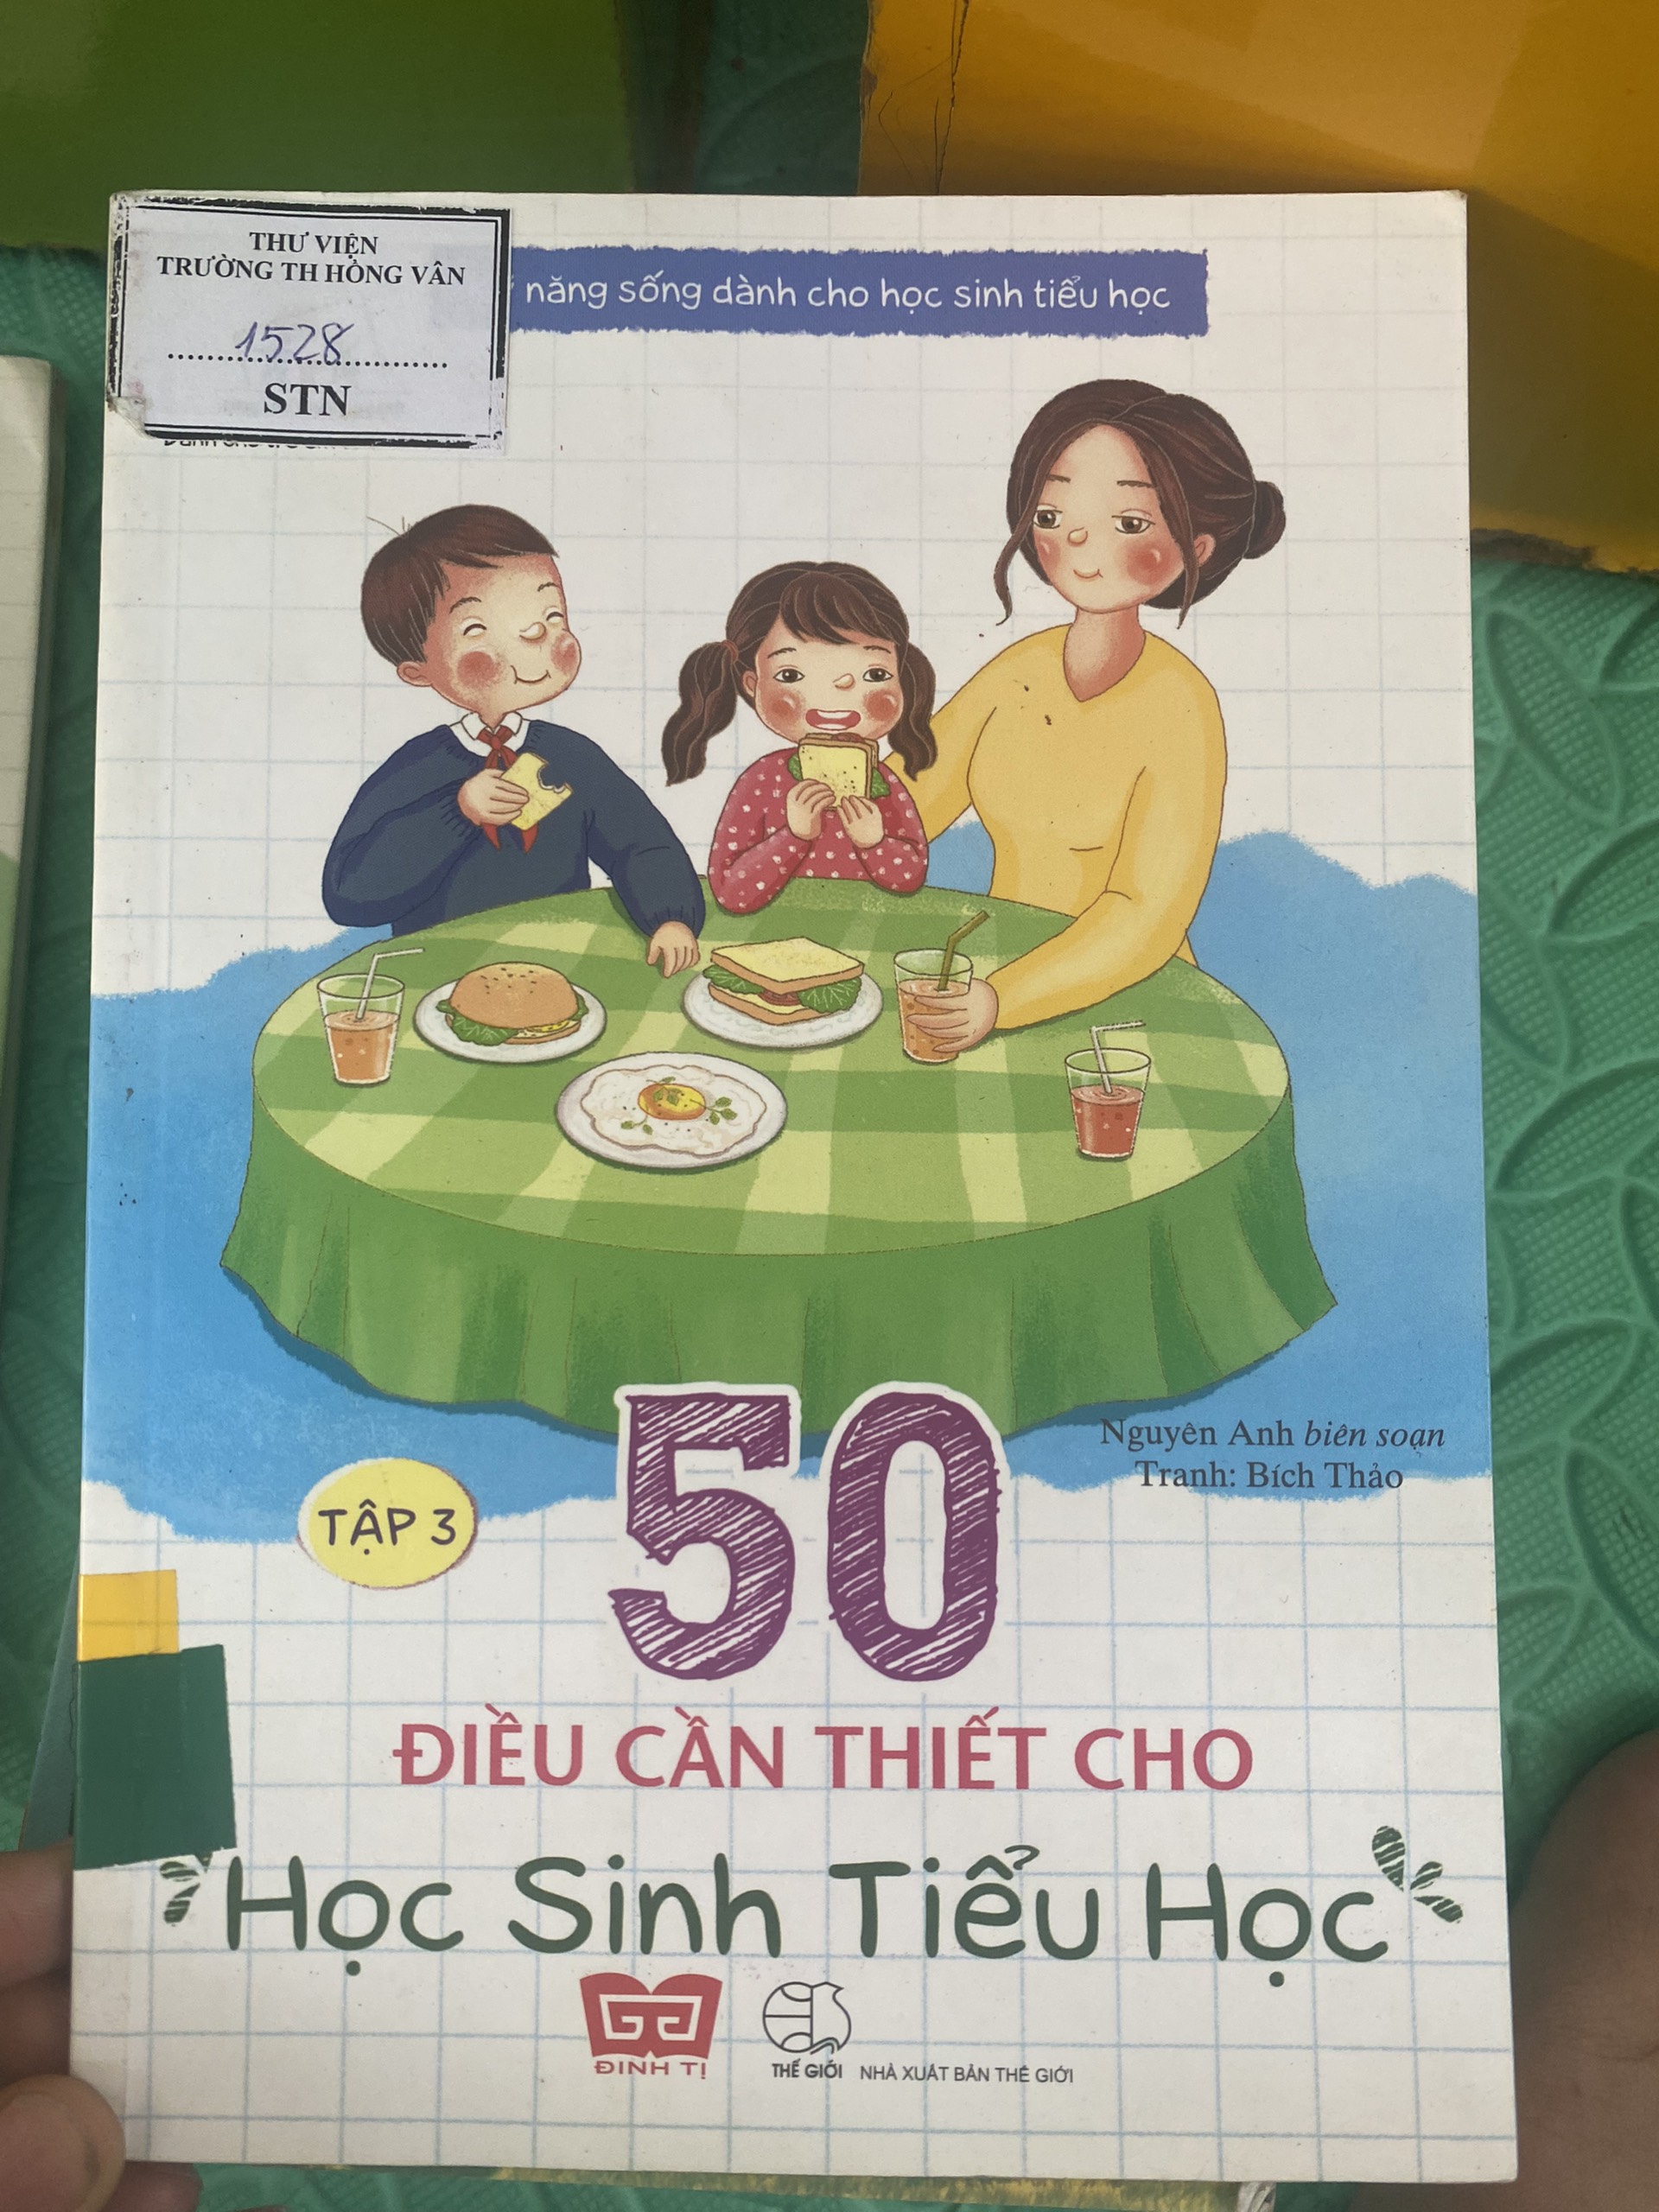 THƯ VIỆN
TRƯỜNG TH HỒNG VÂN
1528
STN
năng sống dành cho học sinh tiểu học
Nguyên Anh biên soạn
Tranh: Bích Thảo
TẬP 3
50
ĐIỀU CẦN THIẾT CHO
Học Sinh Tiểu Học
ĐINH TỊ
THẾ GIỚI NHÀ XUẤT BẢN THẾ GIỚI